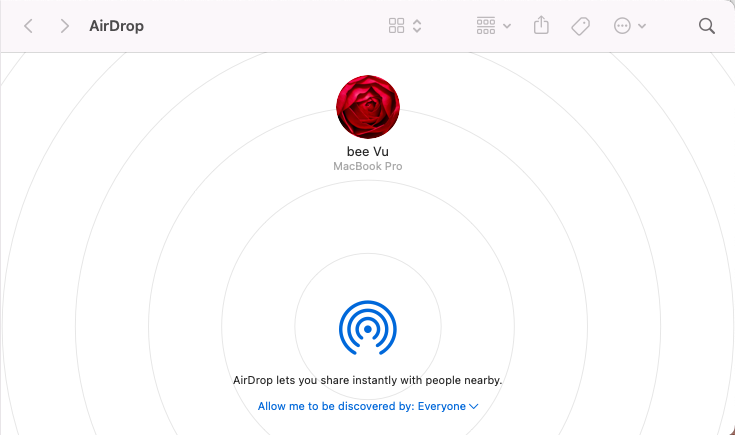 AirDrop
bee Vu
MacBook Pro
AirDrop lets you share instantly with people nearby.
Allow me to be discovered by: Everyone